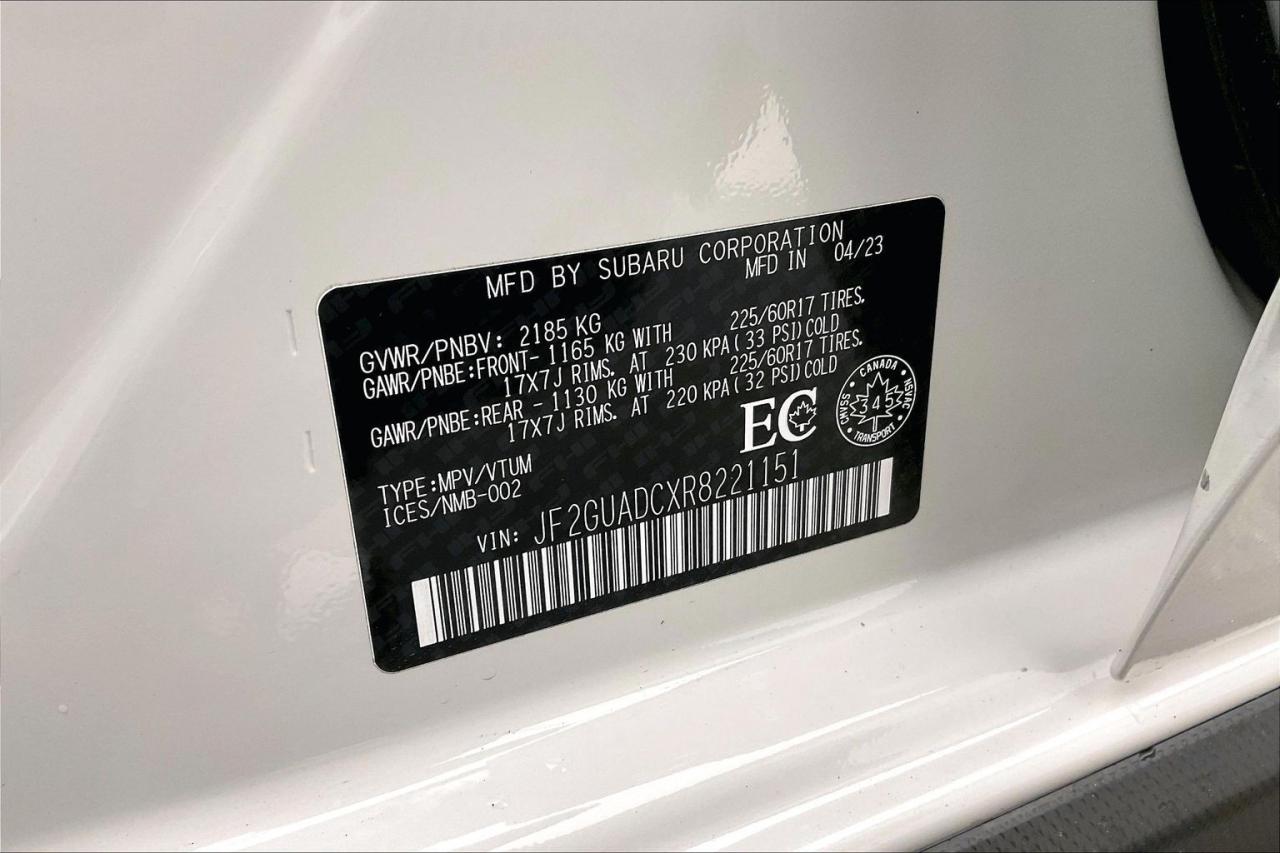 MFD BY SUBARU CORPORATION
MFD IN 04/23
GVWR/PNBV: 2185 KG
GAWR/PNBE:FRONT- 1165 KG WITH 225/60R17 TIRES.
17X7J RIMS. AT 230 KPA(33 PSI)COLD
GAWR/PNBE:REAR - 1130 KG WITH 225/60R17 TIRES.
17X7J RIMS. AT 220 KPA(32 PSI)COLD
EC
CANADA
CMVSS 345 NSVAC
TRANSPORT
TYPE:MPV/VTUM
ICES/NMB-002
VIN: JF2GUADCXR8221151